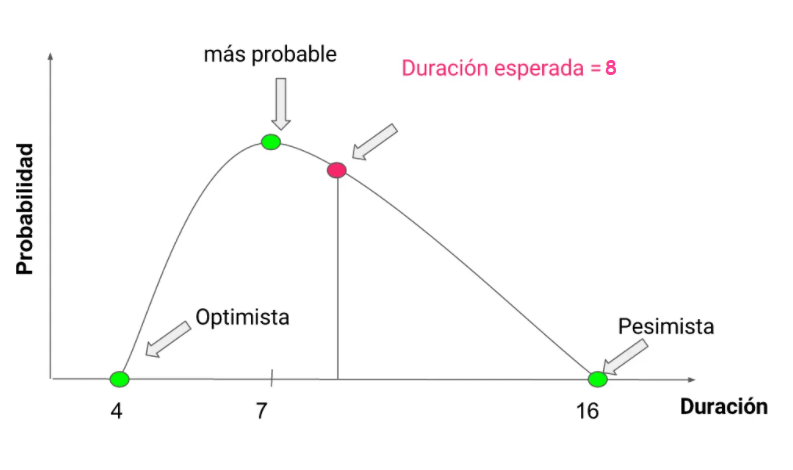 más probable
Duración esperada = 8
Probabilidad
Optimista
Pesimista
4
7
16
Duración